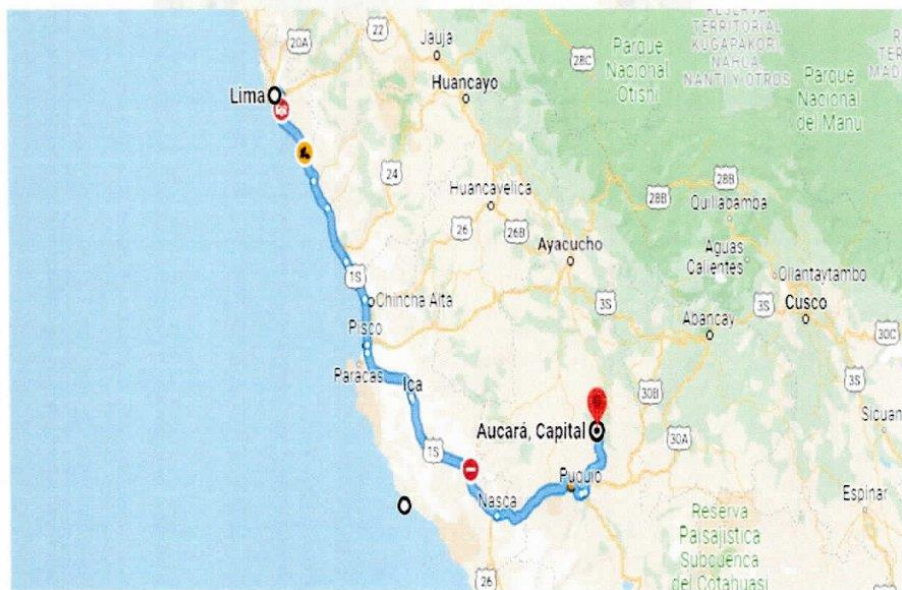 RESERVA
TERRITORIAL
KUGAPAKORI,
NAHUA,
NANTI Y OTROS
20A
22
Jauja
Parque
Nacional
Otishi
28C
Parque
Nacional
del Manu
Lima
Huancayo
24
Huancavelica
28B
28B
28B
Quillabamba
26
26B
Ayacucho
Aguas
Calientes
Ollantaytambo
1S
Chincha Alta
3S
3S
Cusco
Abancay
30C
Pisco
Paracas
Ica
30B
3S
Sicuan
Aucará, Capital
30A
1S
Puquio
Nasca
Espinar
Reserva
Paisajística
Subcuenca
del Cotahuasi
26